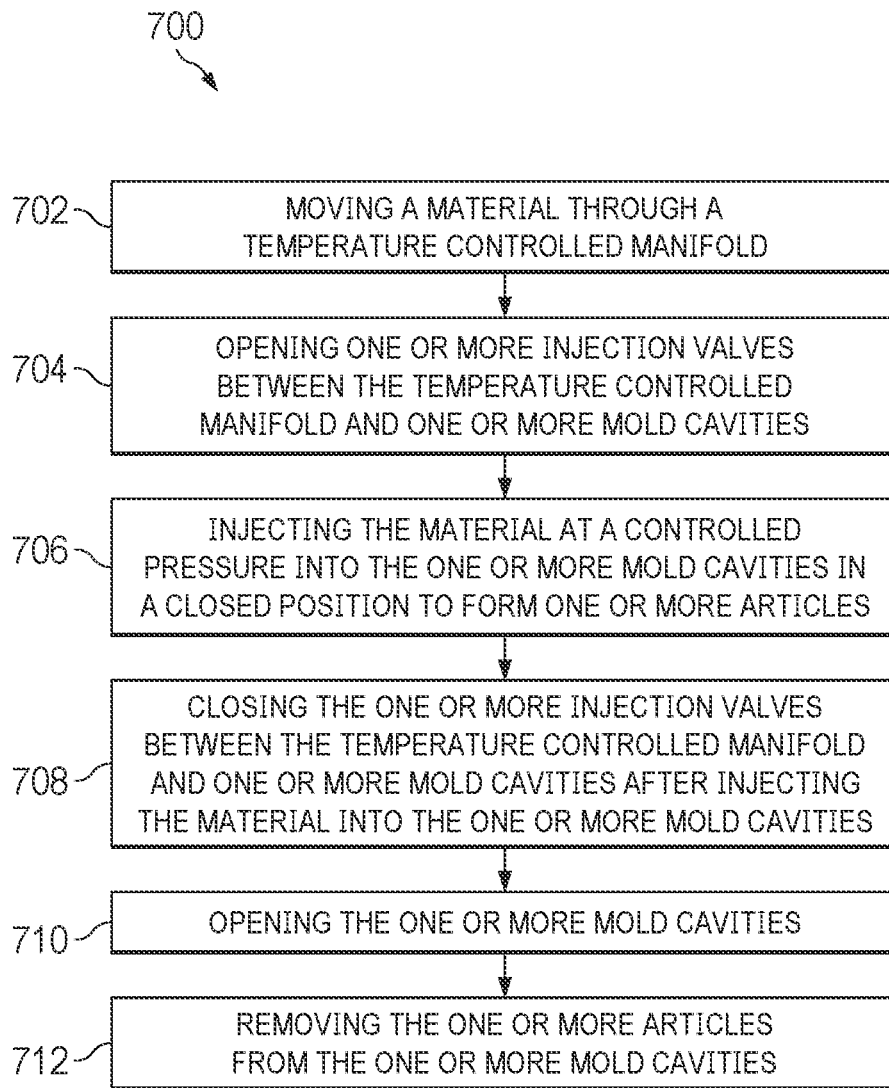 700
702
MOVING A MATERIAL THROUGH A
TEMPERATURE CONTROLLED MANIFOLD
704
OPENING ONE OR MORE INJECTION VALVES
BETWEEN THE TEMPERATURE CONTROLLED
MANIFOLD AND ONE OR MORE MOLD CAVITIES
706
INJECTING THE MATERIAL AT A CONTROLLED
PRESSURE INTO THE ONE OR MORE MOLD CAVITIES IN
A CLOSED POSITION TO FORM ONE OR MORE ARTICLES
708
CLOSING THE ONE OR MORE INJECTION VALVES
BETWEEN THE TEMPERATURE CONTROLLED MANIFOLD
AND ONE OR MORE MOLD CAVITIES AFTER INJECTING
THE MATERIAL INTO THE ONE OR MORE MOLD CAVITIES
710
OPENING THE ONE OR MORE MOLD CAVITIES
712
REMOVING THE ONE OR MORE ARTICLES
FROM THE ONE OR MORE MOLD CAVITIES